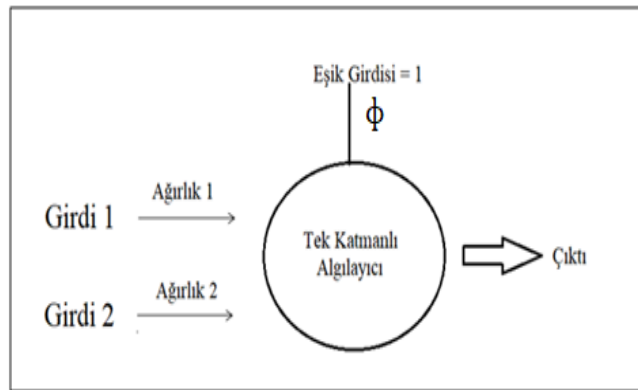 Eşik Girdisi = 1
ϕ
Ağırlık 1
Girdi 1
Tek Katmanlı
Algılayıcı
Çıktı
Ağırlık 2
Girdi 2